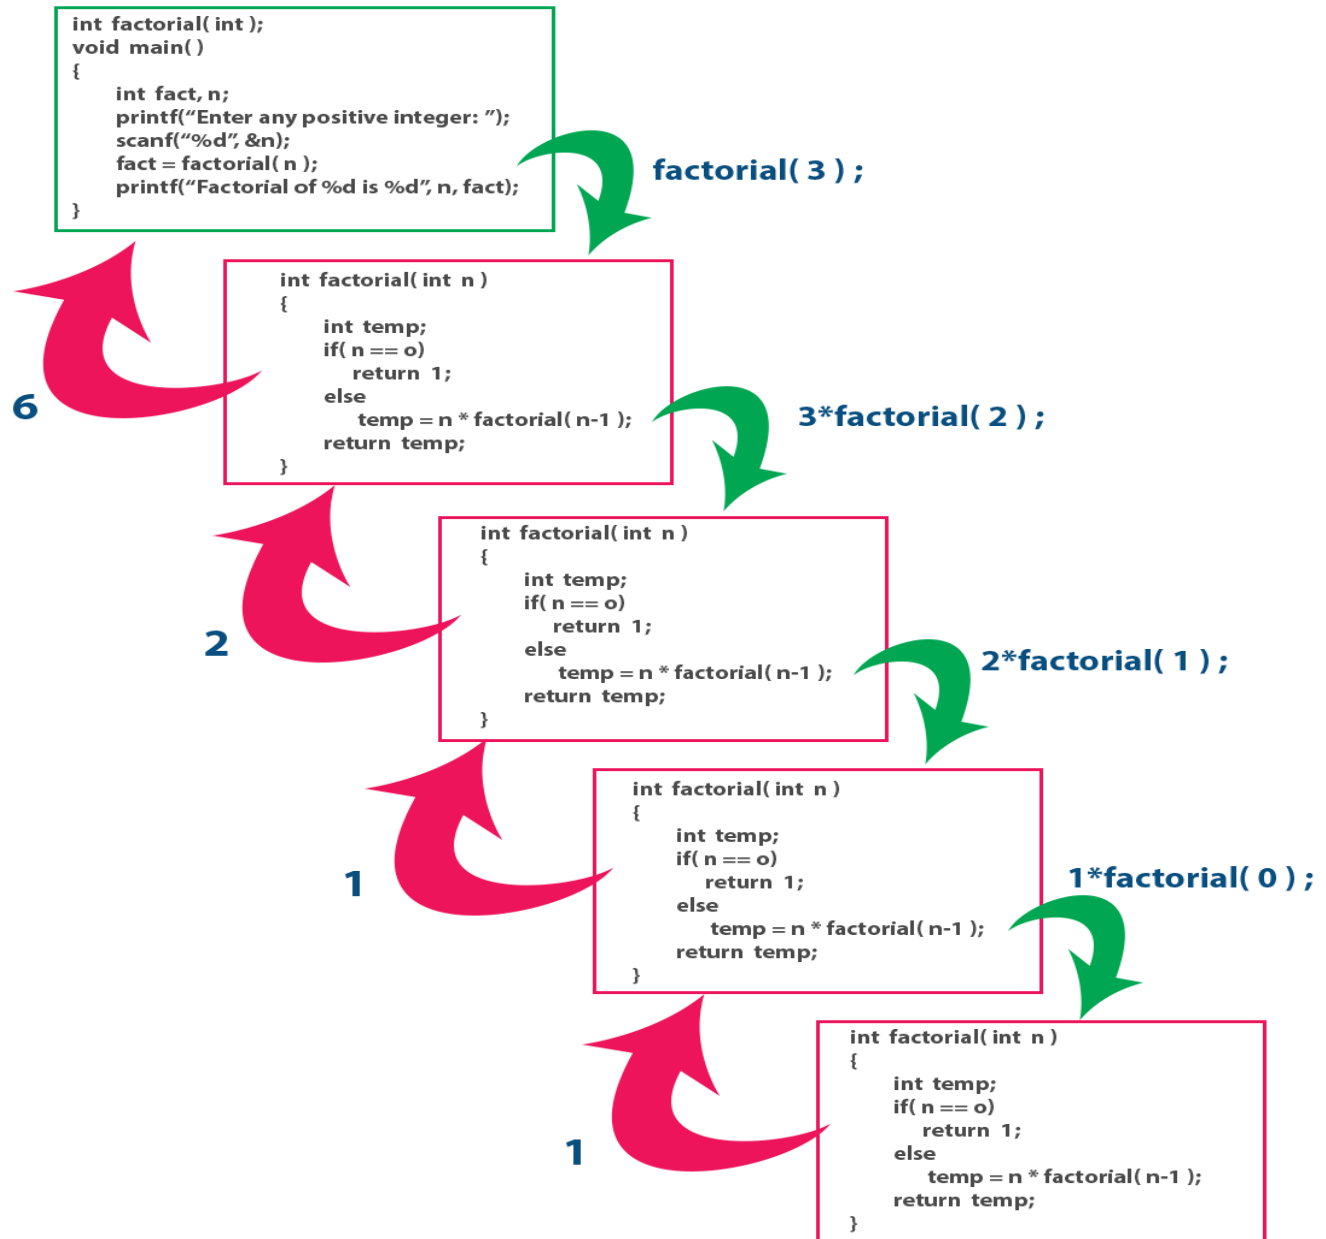 int factorial( int );
void main( )
{
int fact, n;
printf(“Enter any positive integer: ”);
scanf(“%d”, &n);
fact = factorial( n );
printf(“Factorial of %d is %d”, n, fact);
}
factorial( 3 ) ;
int factorial( int n )
{
int temp;
if( n == o)
return 1;
else
temp = n * factorial( n-1 );
return temp;
}
6
3*factorial( 2 ) ;
int factorial( int n )
{
int temp;
if( n == o)
return 1;
else
temp = n * factorial( n-1 );
return temp;
}
2
2*factorial( 1 ) ;
int factorial( int n )
{
int temp;
if( n == o)
return 1;
else
temp = n * factorial( n-1 );
return temp;
}
1
1*factorial( 0 ) ;
int factorial( int n )
{
int temp;
if( n == o)
return 1;
else
temp = n * factorial( n-1 );
return temp;
}
1